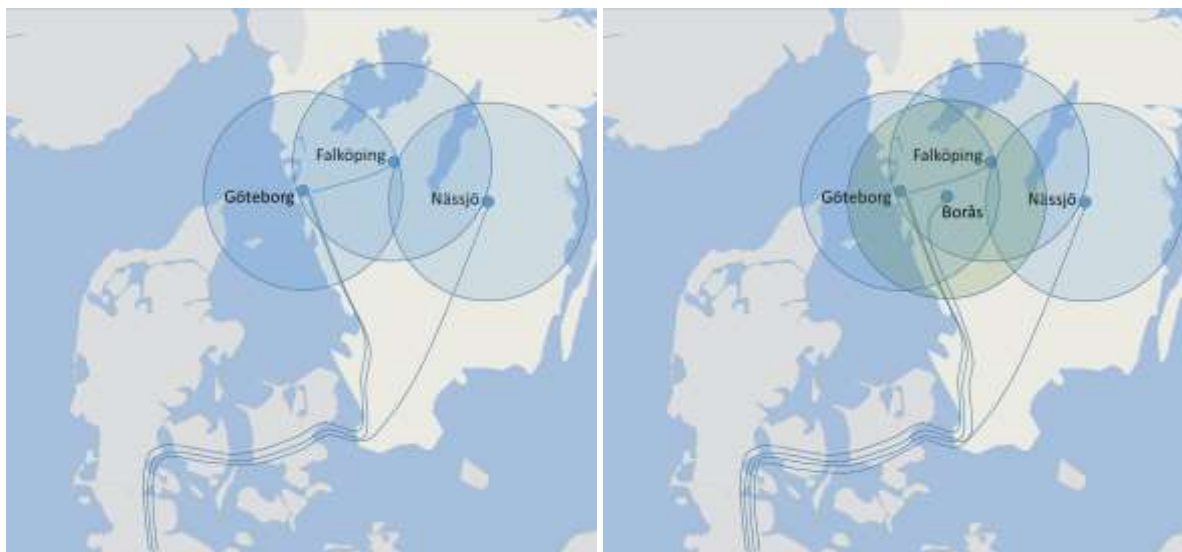 Falköping
Göteborg
Nässjö
Falköping
Göteborg
Borås
Nässjö